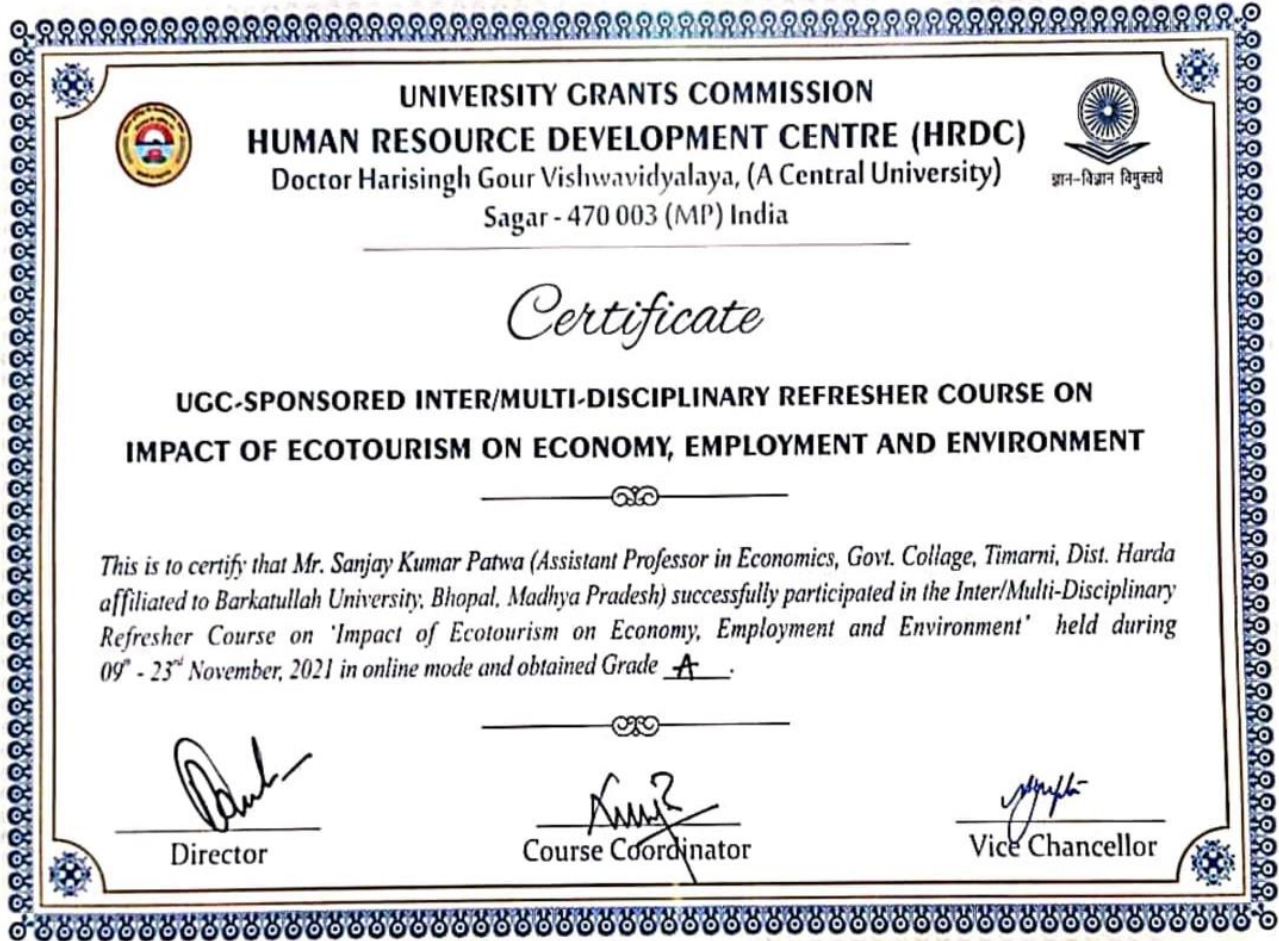 UNIVERSITY GRANTS COMMISSION
HUMAN RESOURCE DEVELOPMENT CENTRE (HRDC)
Doctor Harisingh Gour Vishwavidyalaya, (A Central University)
ज्ञान-विज्ञान विमुक्तये
Sagar - 470 003 (MP) India
Certificate
UGC-SPONSORED INTER/MULTI-DISCIPLINARY REFRESHER COURSE ON
IMPACT OF ECOTOURISM ON ECONOMY, EMPLOYMENT AND ENVIRONMENT
This is to certify that Mr. Sanjay Kumar Patwa (Assistant Professor in Economics, Govt. Collage, Timarni, Dist. Harda
affiliated to Barkatullah University, Bhopal, Madhya Pradesh) successfully participated in the Inter/Multi-Disciplinary
Refresher Course on 'Impact of Ecotourism on Economy, Employment and Environment' held during
09th - 23rd November, 2021 in online mode and obtained Grade A .
Director
Course Coordinator
Vice Chancellor